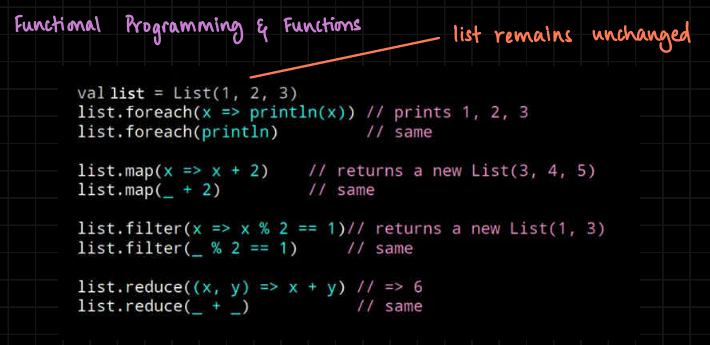 Functional Programming & Functions
list remains unchanged
val list = List(1, 2, 3)
list.foreach(x => println(x)) // prints 1, 2, 3
list.foreach(println) // same
list.map(x => x + 2) // returns a new List(3, 4, 5)
list.map(_ + 2) // same
list.filter(x => x % 2 == 1)// returns a new List(1, 3)
list.filter(_ % 2 == 1) // same
list.reduce((x, y) => x + y) // => 6
list.reduce(_ + _) // same